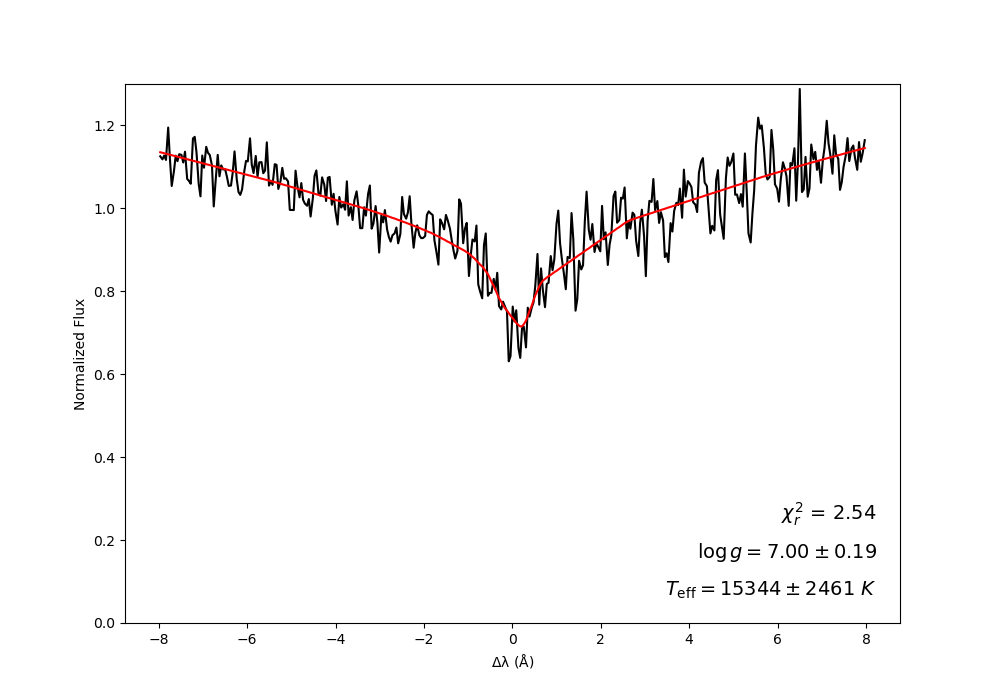 1.2
1.0
0.8
0.6
0.4
0.2
0.0
Normalized Flux
χ²ᵣ = 2.54
log g = 7.00 ± 0.19
T_eff = 15344 ± 2461 K
−8 −6 −4 −2 0 2 4 6 8
Δλ (Å)